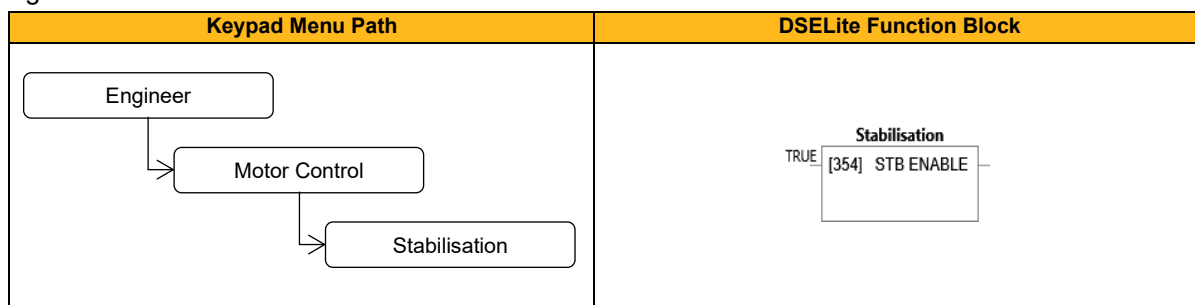 Keypad Menu Path
DSELite Function Block
Engineer
Motor Control
Stabilisation
Stabilisation
TRUE
[354] STB ENABLE